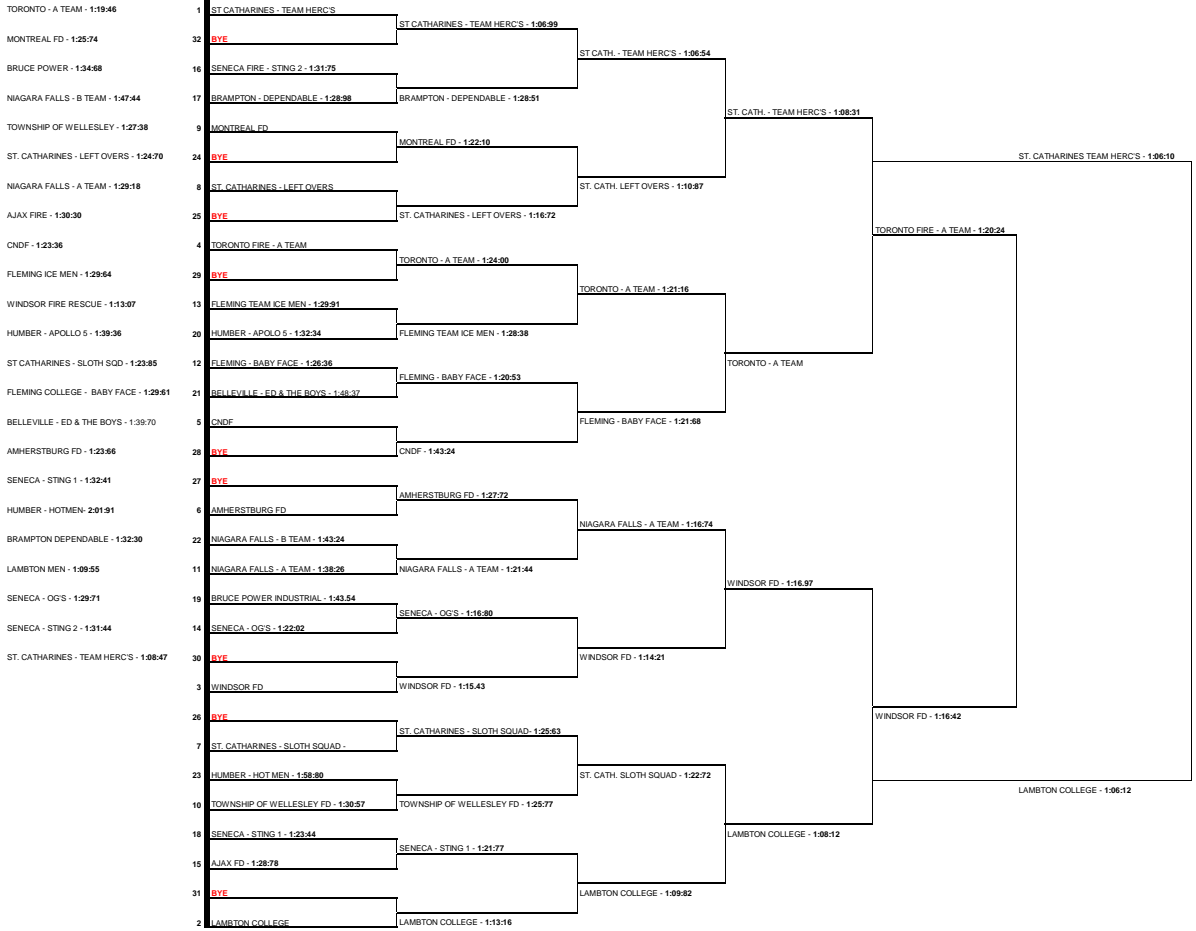 TORONTO - A TEAM - 1:19:46
MONTREAL FD - 1:25:74
BRUCE POWER - 1:34:68
NIAGARA FALLS - B TEAM - 1:47:44
TOWNSHIP OF WELLESLEY - 1:27:38
ST. CATHARINES - LEFT OVERS - 1:24:70
NIAGARA FALLS - A TEAM - 1:29:18
AJAX FIRE - 1:30:30
CNDF - 1:23:36
FLEMING ICE MEN - 1:29:64
WINDSOR FIRE RESCUE - 1:13:07
HUMBER - APOLLO 5 - 1:39:36
ST CATHARINES - SLOTH SQD - 1:23:85
FLEMING COLLEGE - BABY FACE - 1:29:61
BELLEVILLE - ED & THE BOYS - 1:39:70
AMHERSTBURG FD - 1:23:66
SENECA - STING 1 - 1:32:41
HUMBER - HOTMEN- 2:01:91
BRAMPTON DEPENDABLE - 1:32:30
LAMBTON MEN - 1:09:55
SENECA - OG'S - 1:29:71
SENECA - STING 2 - 1:31:44
ST. CATHARINES - TEAM HERC'S - 1:08:47
1 ST CATHARINES - TEAM HERC'S
32 BYE
16 SENECA FIRE - STING 2 - 1:31:75
17 BRAMPTON - DEPENDABLE - 1:28:98
9 MONTREAL FD
24 BYE
8 ST. CATHARINES - LEFT OVERS
25 BYE
4 TORONTO FIRE - A TEAM
29 BYE
13 FLEMING TEAM ICE MEN - 1:29:91
20 HUMBER - APOLO 5 - 1:32:34
12 FLEMING - BABY FACE - 1:26:36
21 BELLEVILLE - ED & THE BOYS - 1:48:37
5 CNDF
28 BYE
27 BYE
6 AMHERSTBURG FD
22 NIAGARA FALLS - B TEAM - 1:43:24
11 NIAGARA FALLS - A TEAM - 1:38:26
19 BRUCE POWER INDUSTRIAL - 1:43.54
14 SENECA - OG'S - 1:22:02
30 BYE
3 WINDSOR FD
26 BYE
7 ST. CATHARINES - SLOTH SQUAD -
23 HUMBER - HOT MEN - 1:58:80
10 TOWNSHIP OF WELLESLEY FD - 1:30:57
18 SENECA - STING 1 - 1:23:44
15 AJAX FD - 1:28:78
31 BYE
2 LAMBTON COLLEGE
ST CATHARINES - TEAM HERC'S - 1:06:99
BRAMPTON - DEPENDABLE - 1:28:51
MONTREAL FD - 1:22:10
ST. CATHARINES - LEFT OVERS - 1:16:72
TORONTO - A TEAM - 1:24:00
FLEMING TEAM ICE MEN - 1:28:38
FLEMING - BABY FACE - 1:20:53
CNDF - 1:43:24
AMHERSTBURG FD - 1:27:72
NIAGARA FALLS - A TEAM - 1:21:44
SENECA - OG'S - 1:16:80
WINDSOR FD - 1:15.43
ST. CATHARINES - SLOTH SQUAD- 1:25:63
TOWNSHIP OF WELLESLEY FD - 1:25:77
SENECA - STING 1 - 1:21:77
LAMBTON COLLEGE - 1:13:16
ST CATH. - TEAM HERC'S - 1:06:54
ST. CATH. LEFT OVERS - 1:10:87
TORONTO - A TEAM - 1:21:16
FLEMING - BABY FACE - 1:21:68
NIAGARA FALLS - A TEAM - 1:16:74
WINDSOR FD - 1:14:21
ST. CATH. SLOTH SQUAD - 1:22:72
LAMBTON COLLEGE - 1:09:82
ST. CATH. - TEAM HERC'S - 1:08:31
TORONTO - A TEAM
WINDSOR FD - 1:16.97
LAMBTON COLLEGE - 1:08:12
TORONTO FIRE - A TEAM - 1:20:24
WINDSOR FD - 1:16:42
ST. CATHARINES TEAM HERC'S - 1:06:10
LAMBTON COLLEGE - 1:06:12